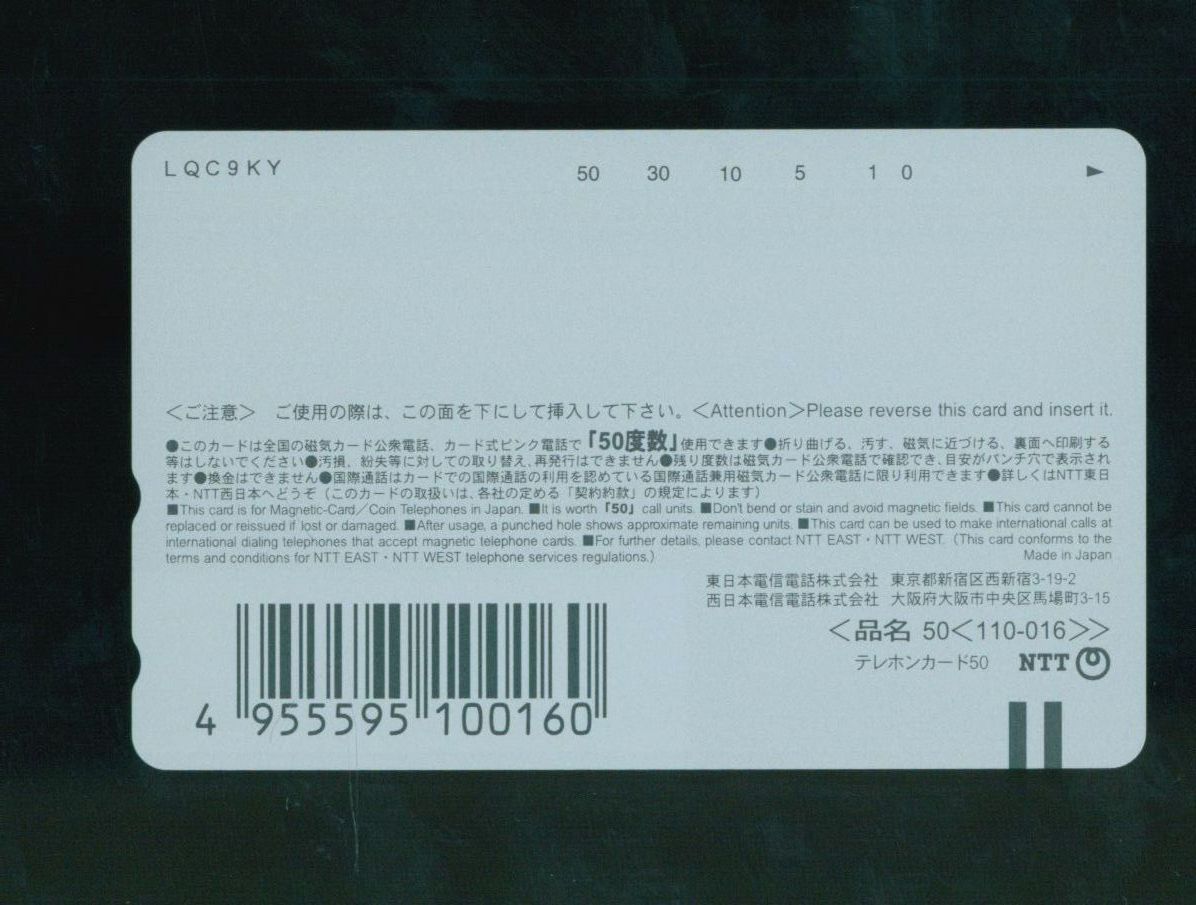 LQC9KY 50 30 10 5 1 0 ►
＜ご注意＞ ご使用の際は、この面を下にして挿入して下さい。＜Attention＞Please reverse this card and insert it.
●このカードは全国の磁気カード公衆電話、カード式ピンク電話で「50度数」使用できます●折り曲げる、汚す、磁気に近づける、裏面へ印刷する
等はしないでください●汚損、紛失等に対しての取り替え、再発行はできません●残り度数は磁気カード公衆電話で確認でき、目安がパンチ穴で表示され
ます●換金はできません●国際通話はカードでの国際通話の利用を認めている国際通話兼用磁気カード公衆電話に限り利用できます●詳しくはNTT東日
本・NTT西日本へどうぞ（このカードの取扱いは、各社の定める「契約約款」の規定によります）
■This card is for Magnetic-Card／Coin Telephones in Japan. ■It is worth「50」call units. ■Don't bend or stain and avoid magnetic fields. ■This card cannot be
replaced or reissued if lost or damaged. ■After usage, a punched hole shows approximate remaining units. ■This card can be used to make international calls at
international dialing telephones that accept magnetic telephone cards. ■For further details, please contact NTT EAST・NTT WEST.（This card conforms to the
terms and conditions for NTT EAST・NTT WEST telephone services regulations.）
Made in Japan
東日本電信電話株式会社 東京都新宿区西新宿3-19-2
西日本電信電話株式会社 大阪府大阪市中央区馬場町3-15
＜品名 50＜110-016＞＞
テレホンカード50 NTT
4 955595 100160